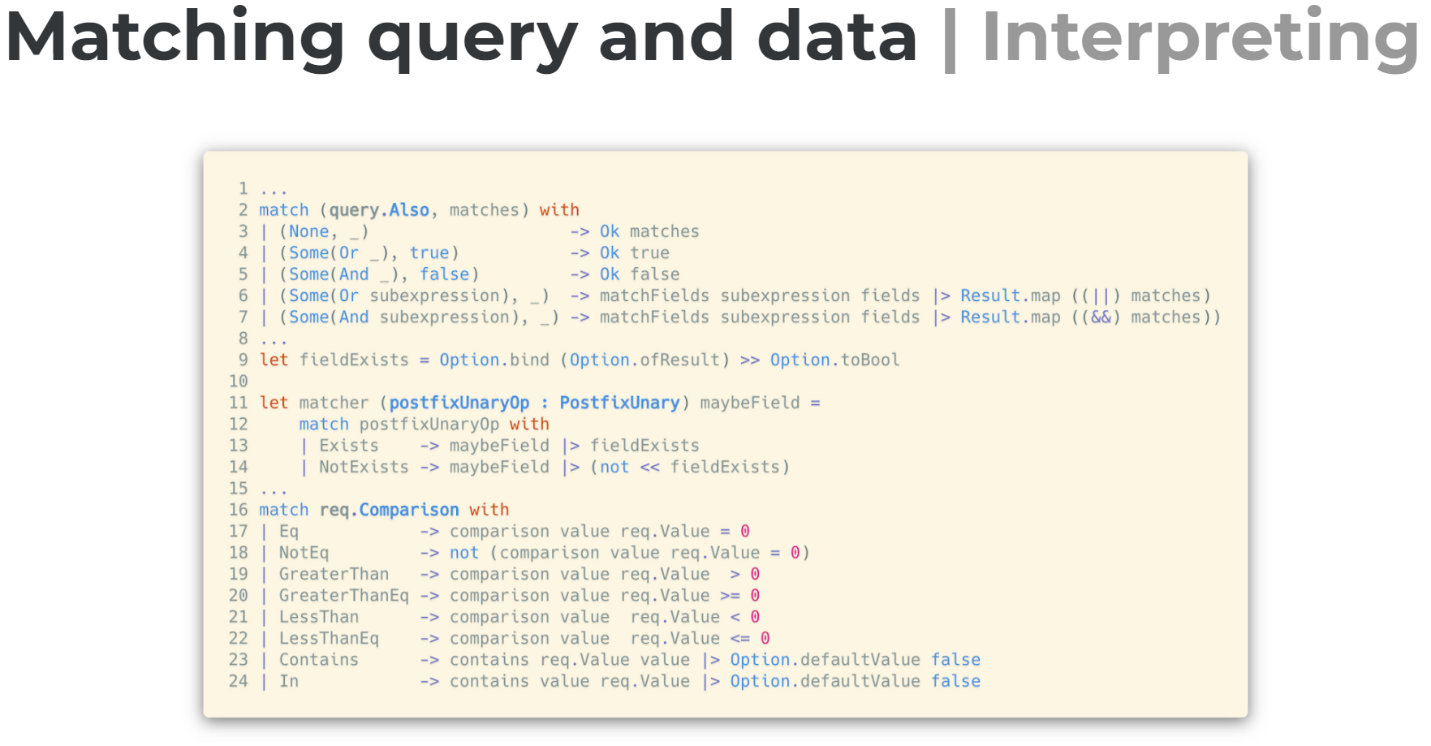 Matching query and data | Interpreting
1 ...
2 match (query.Also, matches) with
3 | (None, _)                    -> Ok matches
4 | (Some(Or _), true)           -> Ok true
5 | (Some(And _), false)         -> Ok false
6 | (Some(Or subexpression), _)  -> matchFields subexpression fields |> Result.map ((||) matches)
7 | (Some(And subexpression), _) -> matchFields subexpression fields |> Result.map ((&&) matches))
8 ...
9 let fieldExists = Option.bind (Option.ofResult) >> Option.toBool
10
11 let matcher (postfixUnaryOp : PostfixUnary) maybeField =
12     match postfixUnaryOp with
13     | Exists    -> maybeField |> fieldExists
14     | NotExists -> maybeField |> (not << fieldExists)
15 ...
16 match req.Comparison with
17 | Eq            -> comparison value req.Value = 0
18 | NotEq         -> not (comparison value req.Value = 0)
19 | GreaterThan   -> comparison value req.Value  > 0
20 | GreaterThanEq -> comparison value req.Value >= 0
21 | LessThan      -> comparison value  req.Value < 0
22 | LessThanEq    -> comparison value  req.Value <= 0
23 | Contains      -> contains req.Value value |> Option.defaultValue false
24 | In            -> contains value req.Value |> Option.defaultValue false